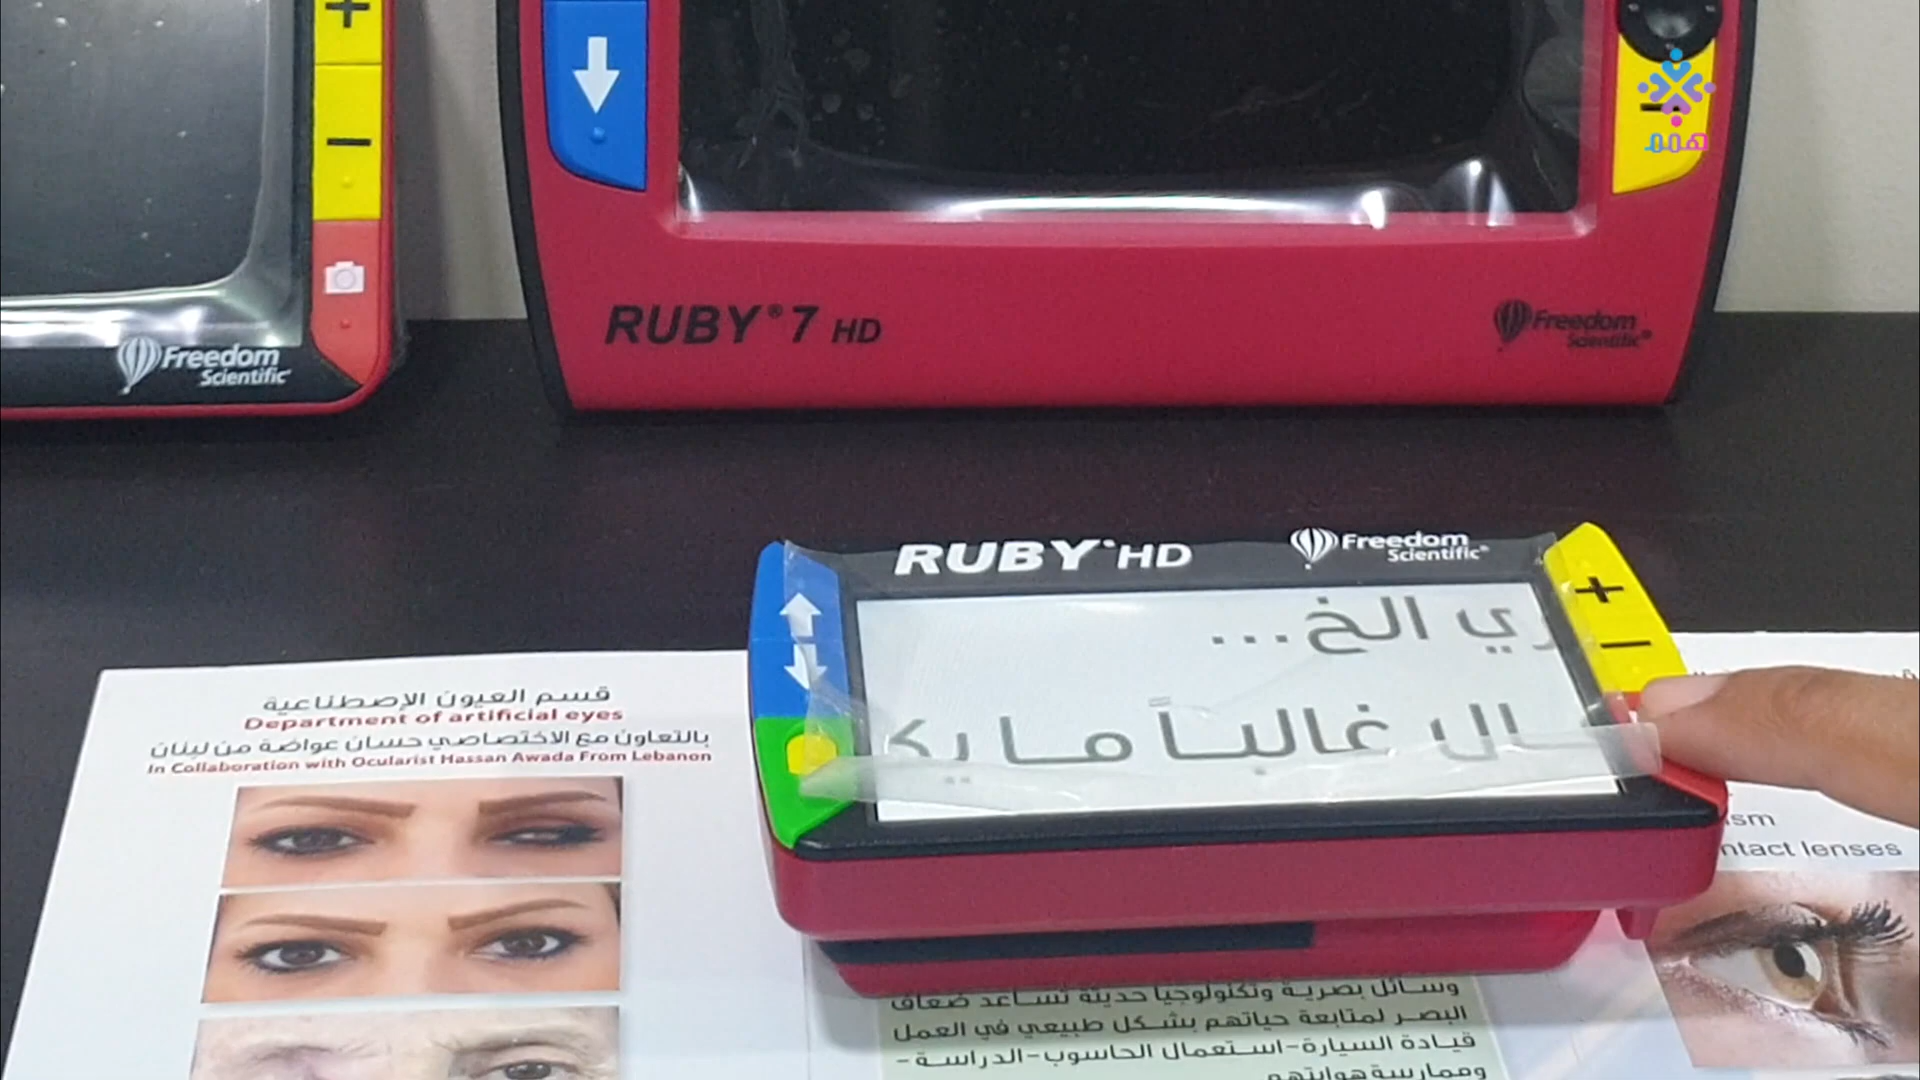 Freedom
Scientific
RUBY® 7 HD
Freedom
Scientific®
همم
RUBY HD
Freedom
Scientific®
ري الخ...
ـال غالباً ما يك
قسم العيون الإصطناعية
Department of artificial eyes
بالتعاون مع الاختصاصي حسان عواضة من لبنان
In Collaboration with Ocularist Hassan Awada From Lebanon
ism
ntact lenses
وسائل بصرية وتكنولوجيا حديثة تساعد ضعاف
البصر لمتابعة حياتهم بشكل طبيعي في العمل
قيادة السيارة-استعمال الحاسوب-الدراسة-
وممارسة هواياتهم